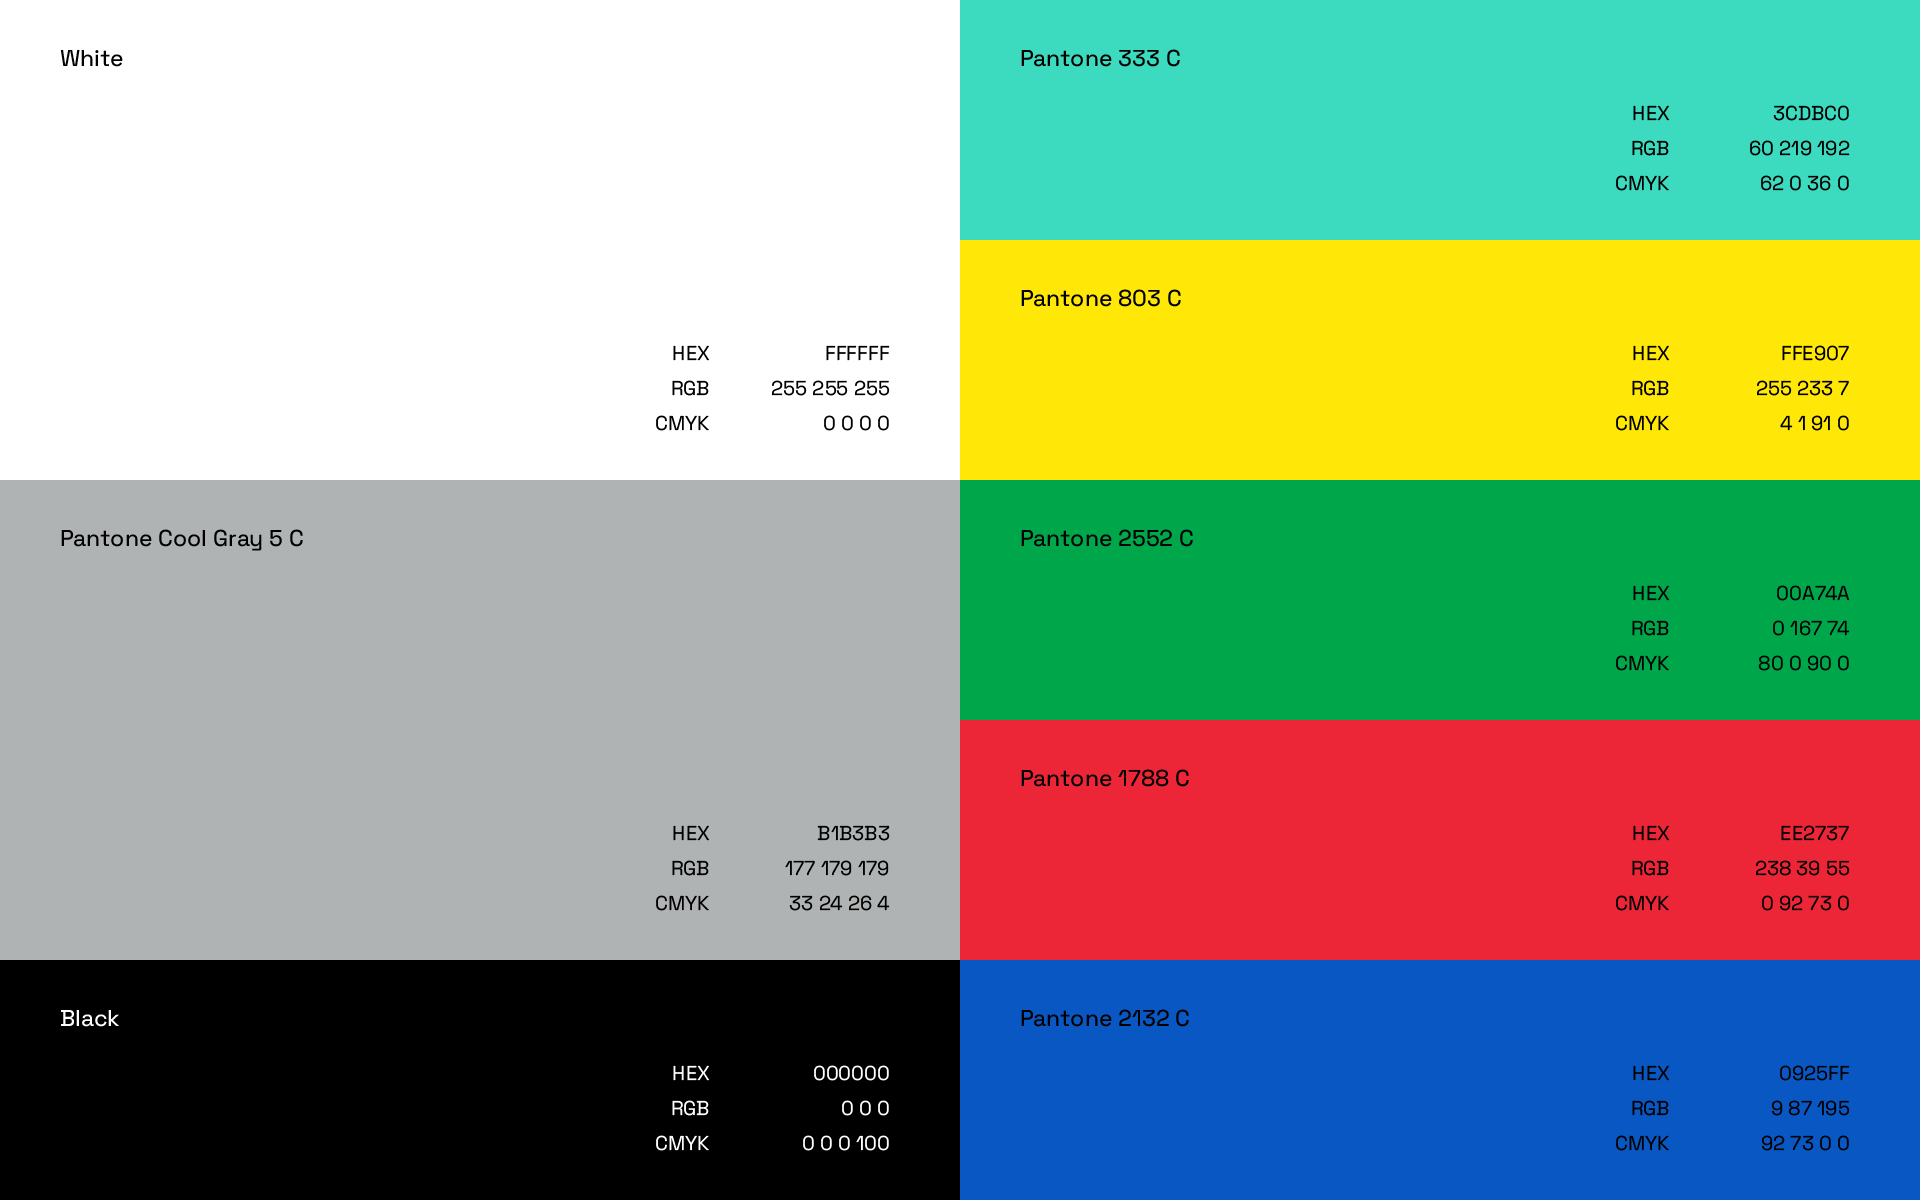 White
HEX FFFFFF
RGB 255 255 255
CMYK 0 0 0 0
Pantone Cool Gray 5 C
HEX B1B3B3
RGB 177 179 179
CMYK 33 24 26 4
Black
HEX 000000
RGB 0 0 0
CMYK 0 0 0 100
Pantone 333 C
HEX 3CDBC0
RGB 60 219 192
CMYK 62 0 36 0
Pantone 803 C
HEX FFE907
RGB 255 233 7
CMYK 4 1 91 0
Pantone 2552 C
HEX 00A74A
RGB 0 167 74
CMYK 80 0 90 0
Pantone 1788 C
HEX EE2737
RGB 238 39 55
CMYK 0 92 73 0
Pantone 2132 C
HEX 0925FF
RGB 9 87 195
CMYK 92 73 0 0